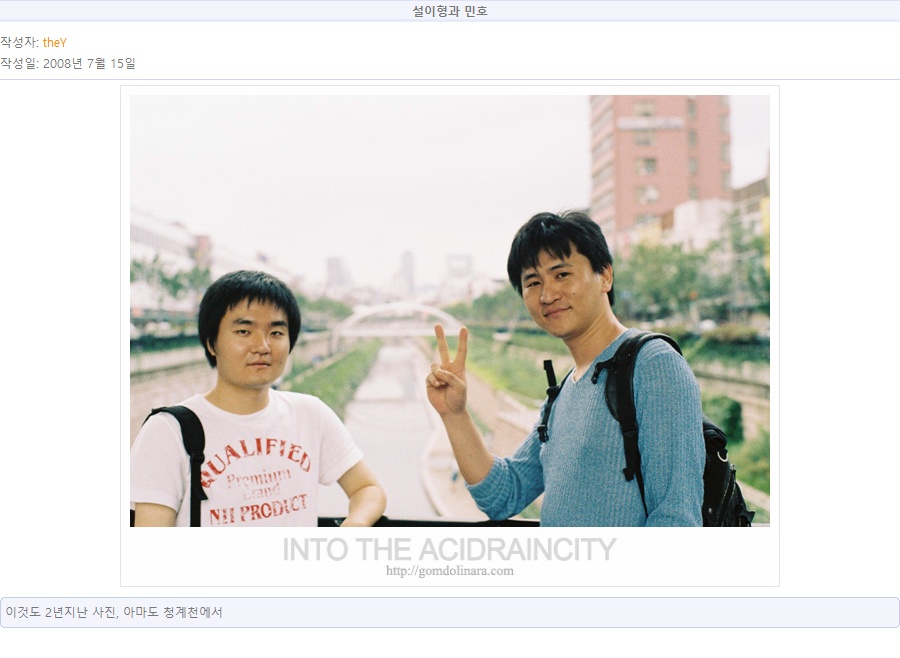 설이형과 민호
작성자: theY
작성일: 2008년 7월 15일
QUALIFIED
Premium
Brand
NII PRODUCT
INTO THE ACIDRAINCITY
http://gomdolinara.com
이것도 2년지난 사진, 아마도 청계천에서